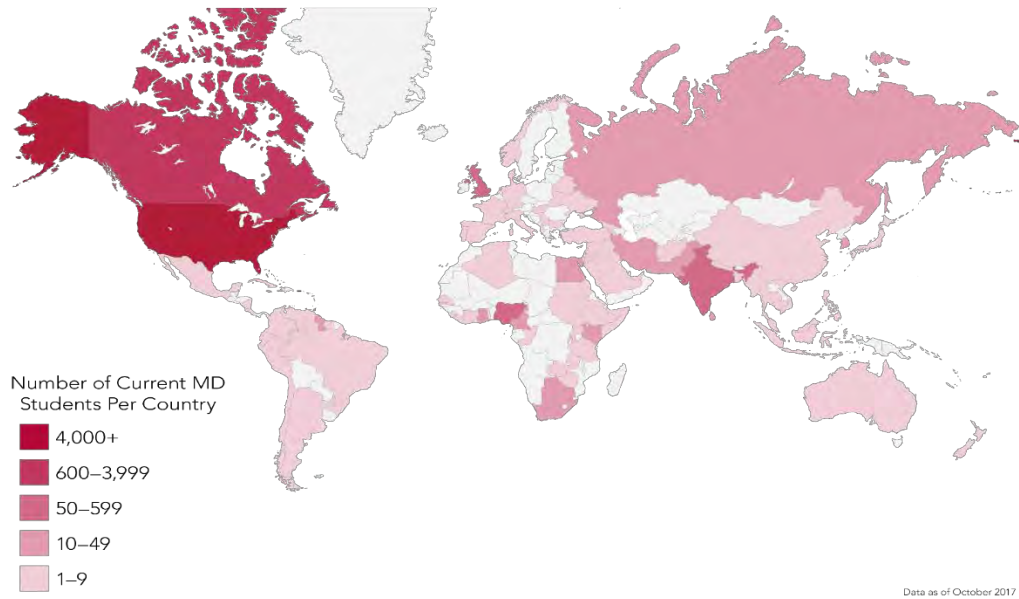 Number of Current MD
Students Per Country
4,000+
600–3,999
50–599
10–49
1–9
Data as of October 2017